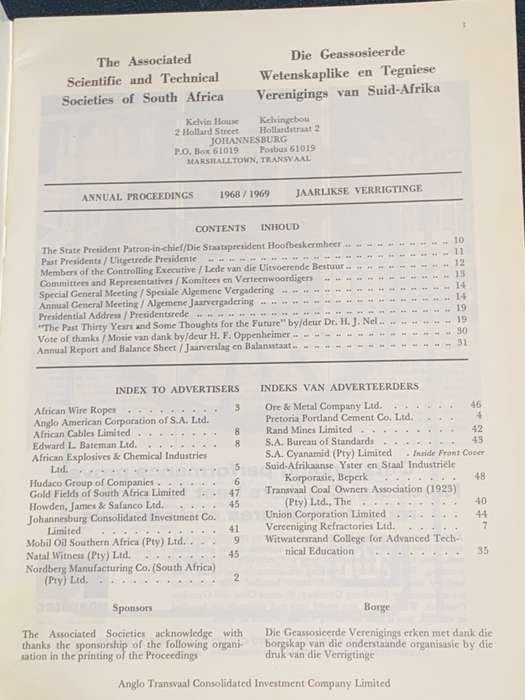 1
The Associated
Scientific and Technical
Societies of South Africa
Die Geassosieerde
Wetenskaplike en Tegniese
Verenigings van Suid-Afrika
Kelvin House Kelvingebou
2 Hollard Street Hollardstraat 2
JOHANNESBURG
P.O. Box 61019 Posbus 61019
MARSHALLTOWN, TRANSVAAL
ANNUAL PROCEEDINGS 1968 / 1969 JAARLIKSE VERRIGTINGE
CONTENTS INHOUD
The State President Patron-in-chief/Die Staatspresident Hoofbeskermheer 10
Past Presidents / Uitgetrede Presidente 11
Members of the Controlling Executive / Lede van die Uitvoerende Bestuur 12
Committees and Representatives / Komitees en Verteenwoordigers 13
Special General Meeting / Spesiale Algemene Vergadering 14
Annual General Meeting / Algemene Jaarvergadering 14
Presidential Address / Presidentsrede 19
"The Past Thirty Years and Some Thoughts for the Future" by/deur Dr. H. J. Nel 19
Vote of thanks / Mosie van dank by/deur H. F. Oppenheimer 30
Annual Report and Balance Sheet / Jaarverslag en Balansstaat 31
INDEX TO ADVERTISERS
African Wire Ropes . . . . . . . . . 3
Anglo American Corporation of S.A. Ltd.
African Cables Limited . . . . . . . . 8
Edward L. Bateman Ltd. . . . . . . . 8
African Explosives & Chemical Industries
Ltd. . . . . . . . . . . . . . . 5
Hudaco Group of Companies . . . . . . 6
Gold Fields of South Africa Limited . . . 47
Howden, James & Safanco Ltd. . . . . . 45
Johannesburg Consolidated Investment Co.
Limited . . . . . . . . . . . . 41
Mobil Oil Southern Africa (Pty) Ltd. . . . 9
Natal Witness (Pty) Ltd. . . . . . . . 45
Nordberg Manufacturing Co. (South Africa)
(Pty) Ltd. . . . . . . . . . . . 2
INDEKS VAN ADVERTEERDERS
Ore & Metal Company Ltd. . . . . . . 46
Pretoria Portland Cement Co. Ltd. . . . 4
Rand Mines Limited . . . . . . . . 42
S.A. Bureau of Standards . . . . . . 43
S.A. Cyanamid (Pty) Limited . Inside Front Cover
Suid-Afrikaanse Yster en Staal Industriële
Korporasie, Beperk . . . . . . . 48
Transvaal Coal Owners Association (1923)
(Pty) Ltd., The . . . . . . . . 40
Union Corporation Limited . . . . . . 44
Vereeniging Refractories Ltd. . . . . . 7
Witwatersrand College for Advanced Tech-
nical Education . . . . . . . . 35
Sponsors
The Associated Societies acknowledge with
thanks the sponsorship of the following organi-
sation in the printing of the Proceedings
Borge
Die Geassosieerde Verenigings erken met dank die
borgskap van die onderstaande organisasie by die
druk van die Verrigtinge
Anglo Transvaal Consolidated Investment Company Limited